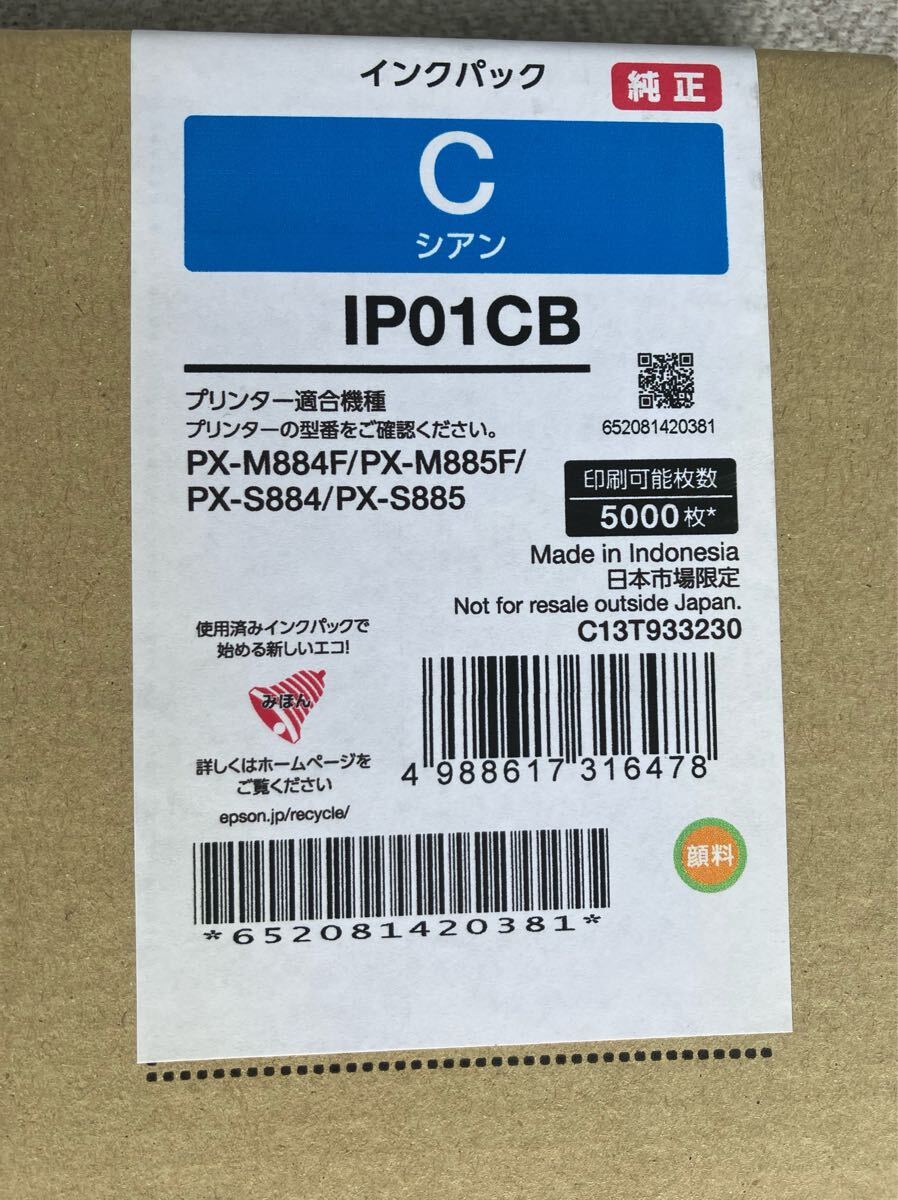 インクパック
純正
C
シアン
IP01CB
プリンター適合機種
プリンターの型番をご確認ください。
PX-M884F/PX-M885F/
PX-S884/PX-S885
652081420381
印刷可能枚数
5000枚*
Made in Indonesia
日本市場限定
Not for resale outside Japan.
C13T933230
使用済みインクパックで
始める新しいエコ!
みほん
詳しくはホームページを
ご覧ください
epson.jp/recycle/
4 988617 316478
顔料
*652081420381*